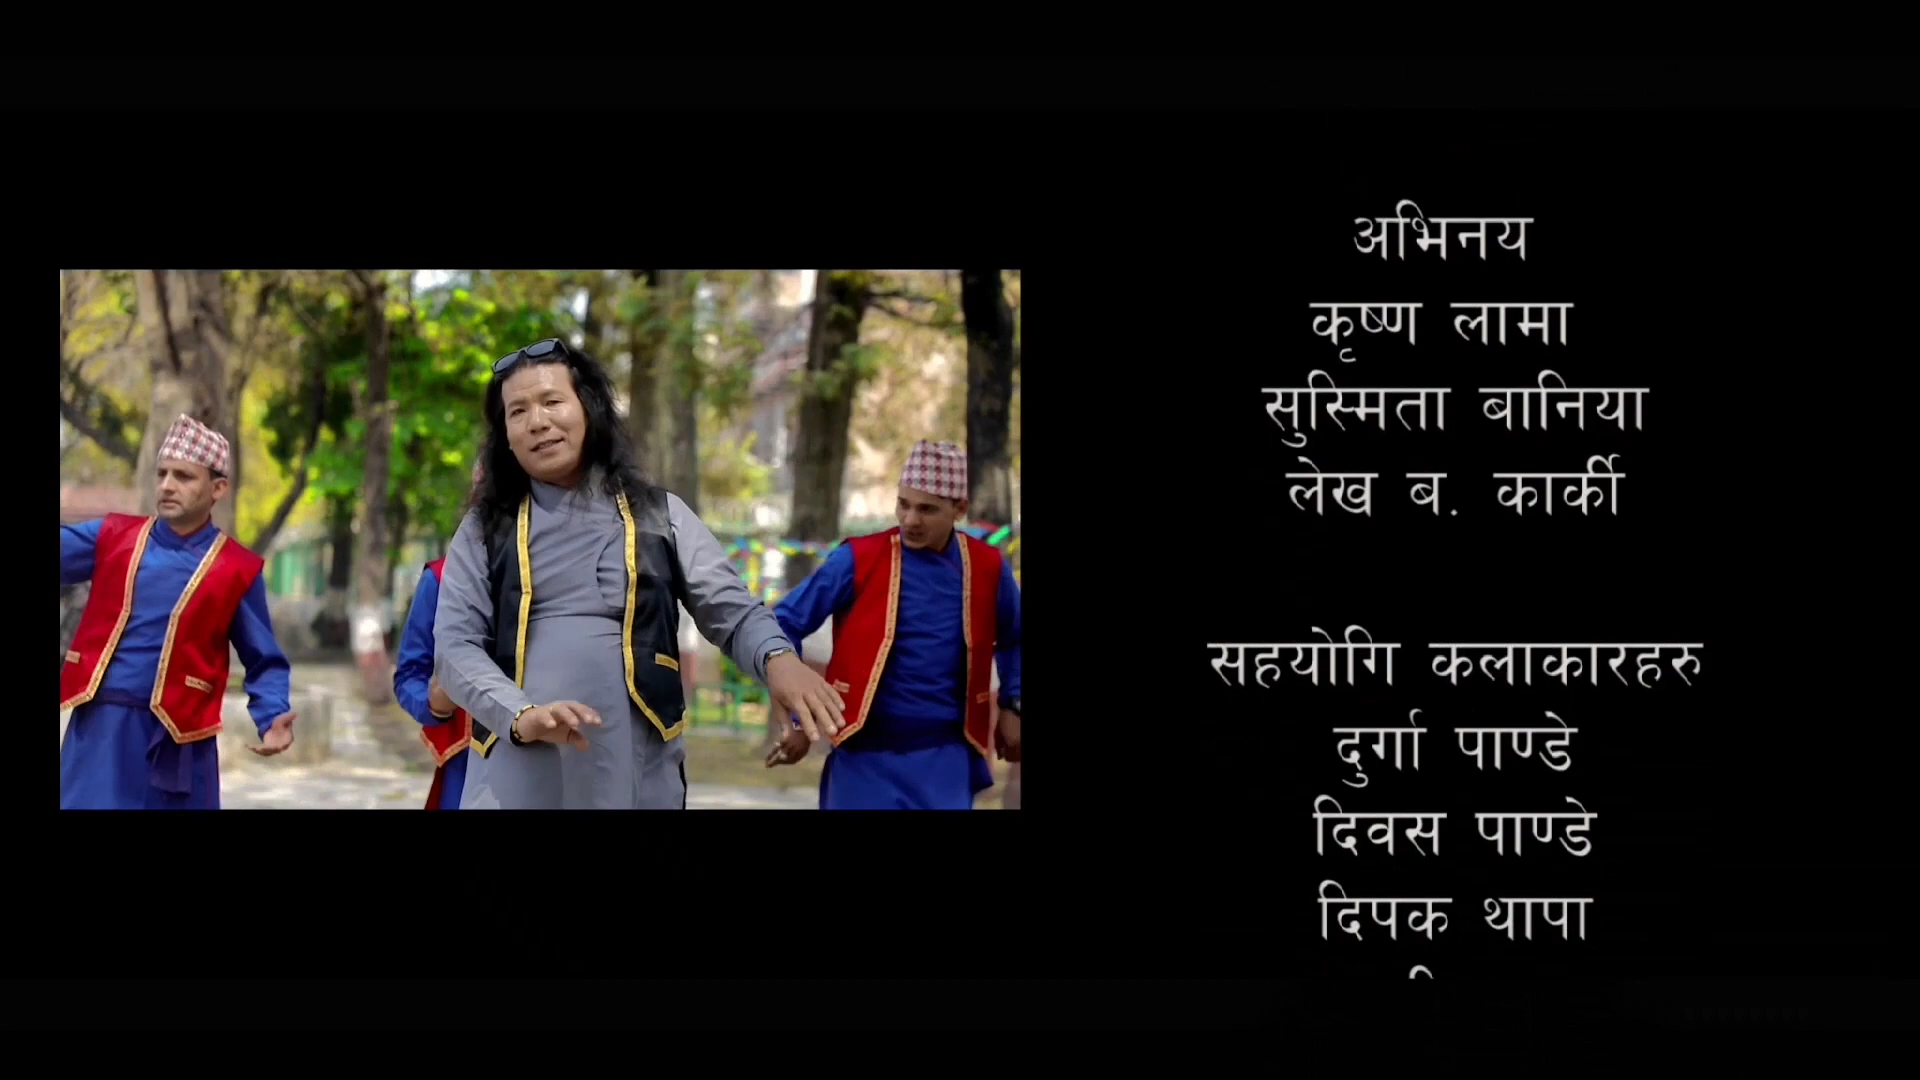 अभिनय
कृष्ण लामा
सुस्मिता बानिया
लेख ब. कार्की
सहयोगि कलाकारहरु
दुर्गा पाण्डे
दिवस पाण्डे
दिपक थापा